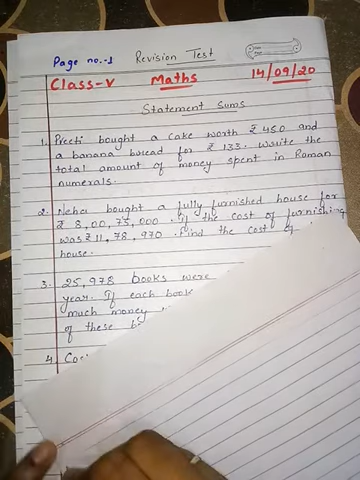 Page no.-1 Revision Test
Class-V Maths 14/09/20
Statement Sums
1. Preeti bought a cake worth ₹ 450 and
a banana bread for ₹ 133. Write the
total amount of money spent in Roman
numerals.
2. Neha bought a fully furnished house for
₹ 8,00,75,000. If the cost of furnishing
was ₹ 11,78,970. Find the cost of
house.
3. 25,978 books were
year. If each book
much money
of these
4.